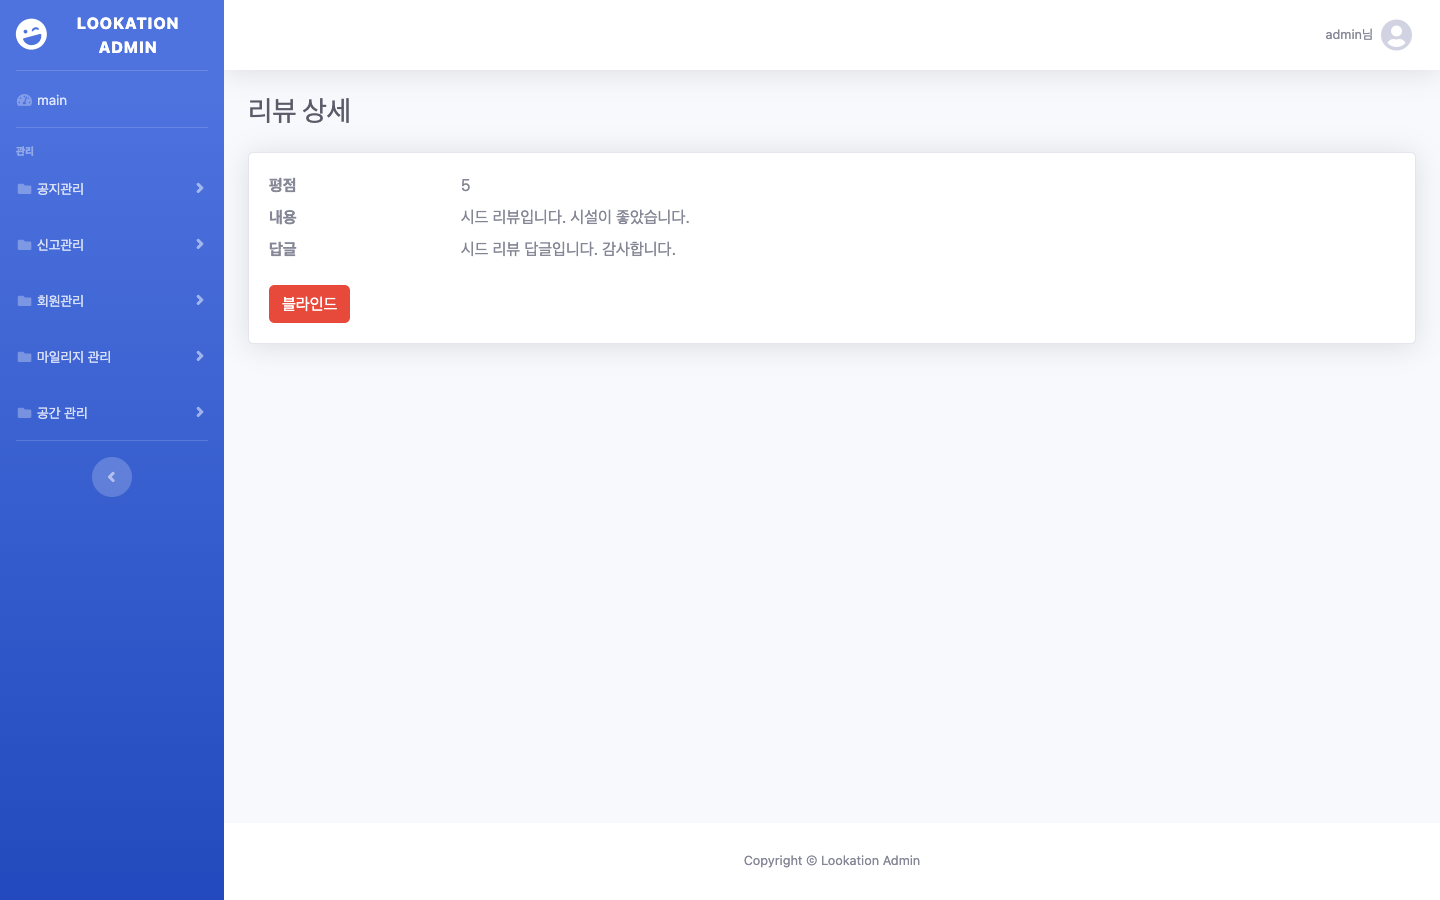 LOOKATION
ADMIN
main
관리
공지관리
신고관리
회원관리
마일리지 관리
공간 관리
admin님
리뷰 상세
평점 5
내용 시드 리뷰입니다. 시설이 좋았습니다.
답글 시드 리뷰 답글입니다. 감사합니다.
블라인드
Copyright © Lookation Admin